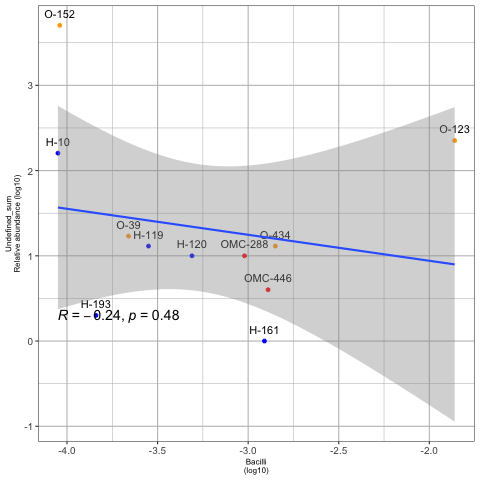 O-152
3
O-123
H-10
2
O-39
H-119
O-434
H-120
OMC-288
1
OMC-446
H-193
R = −0.24, p = 0.48
H-161
0
-1
-4.0
-3.5
-3.0
-2.5
-2.0
Undefined_sum
Relative abundance (log10)
Bacilli
(log10)